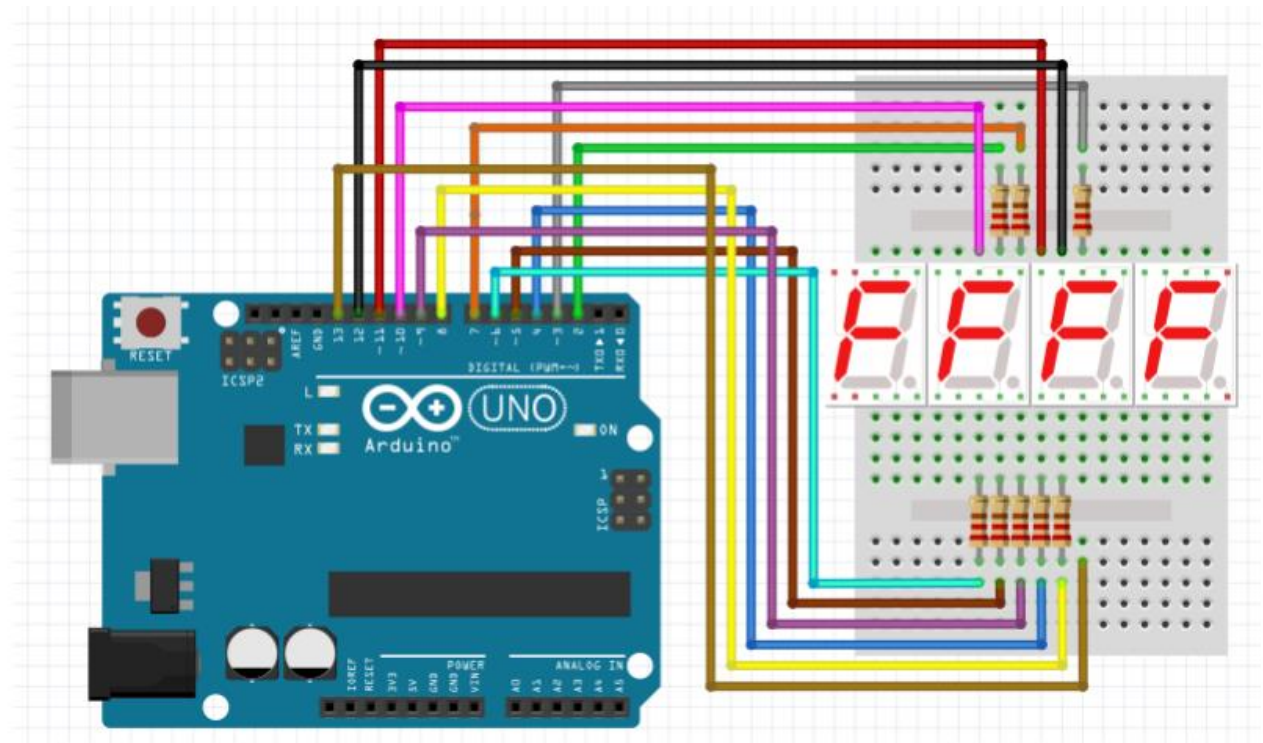 RESET
ICSP2
AREF
GND
13
12
~11
~10
~9
8
7
~6
~5
4
~3
2
TX0▶1
RX0◀0
DIGITAL (PWM=~)
L
TX
RX
Arduino™
UNO
ON
ICSP
1
IOREF
RESET
3V3
5V
GND
GND
VIN
POWER
ANALOG IN
A0
A1
A2
A3
A4
A5
F F F F